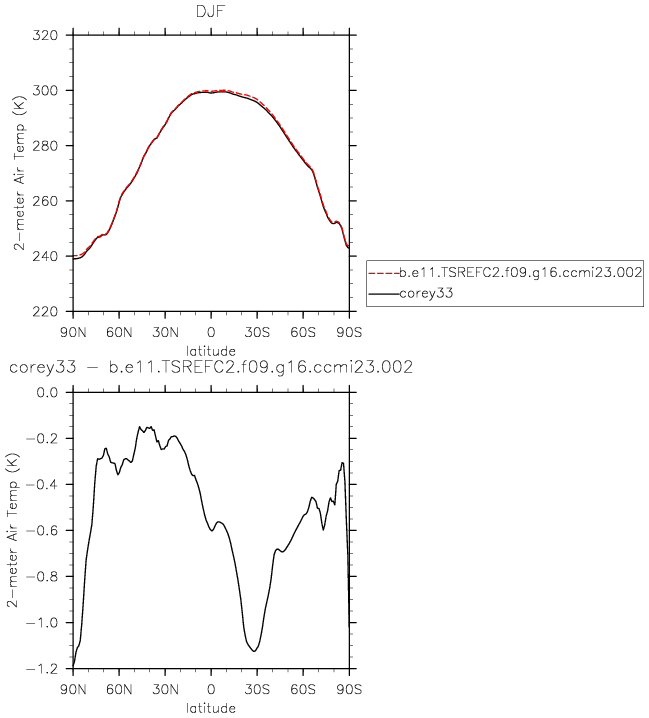 DJF
320
300
280
260
240
220
2-meter Air Temp (K)
90N 60N 30N 0 30S 60S 90S
latitude
b.e11.TSREFC2.f09.g16.ccmi23.002
corey33
corey33 - b.e11.TSREFC2.f09.g16.ccmi23.002
0.0
-0.2
-0.4
-0.6
-0.8
-1.0
-1.2
2-meter Air Temp (K)
90N 60N 30N 0 30S 60S 90S
latitude